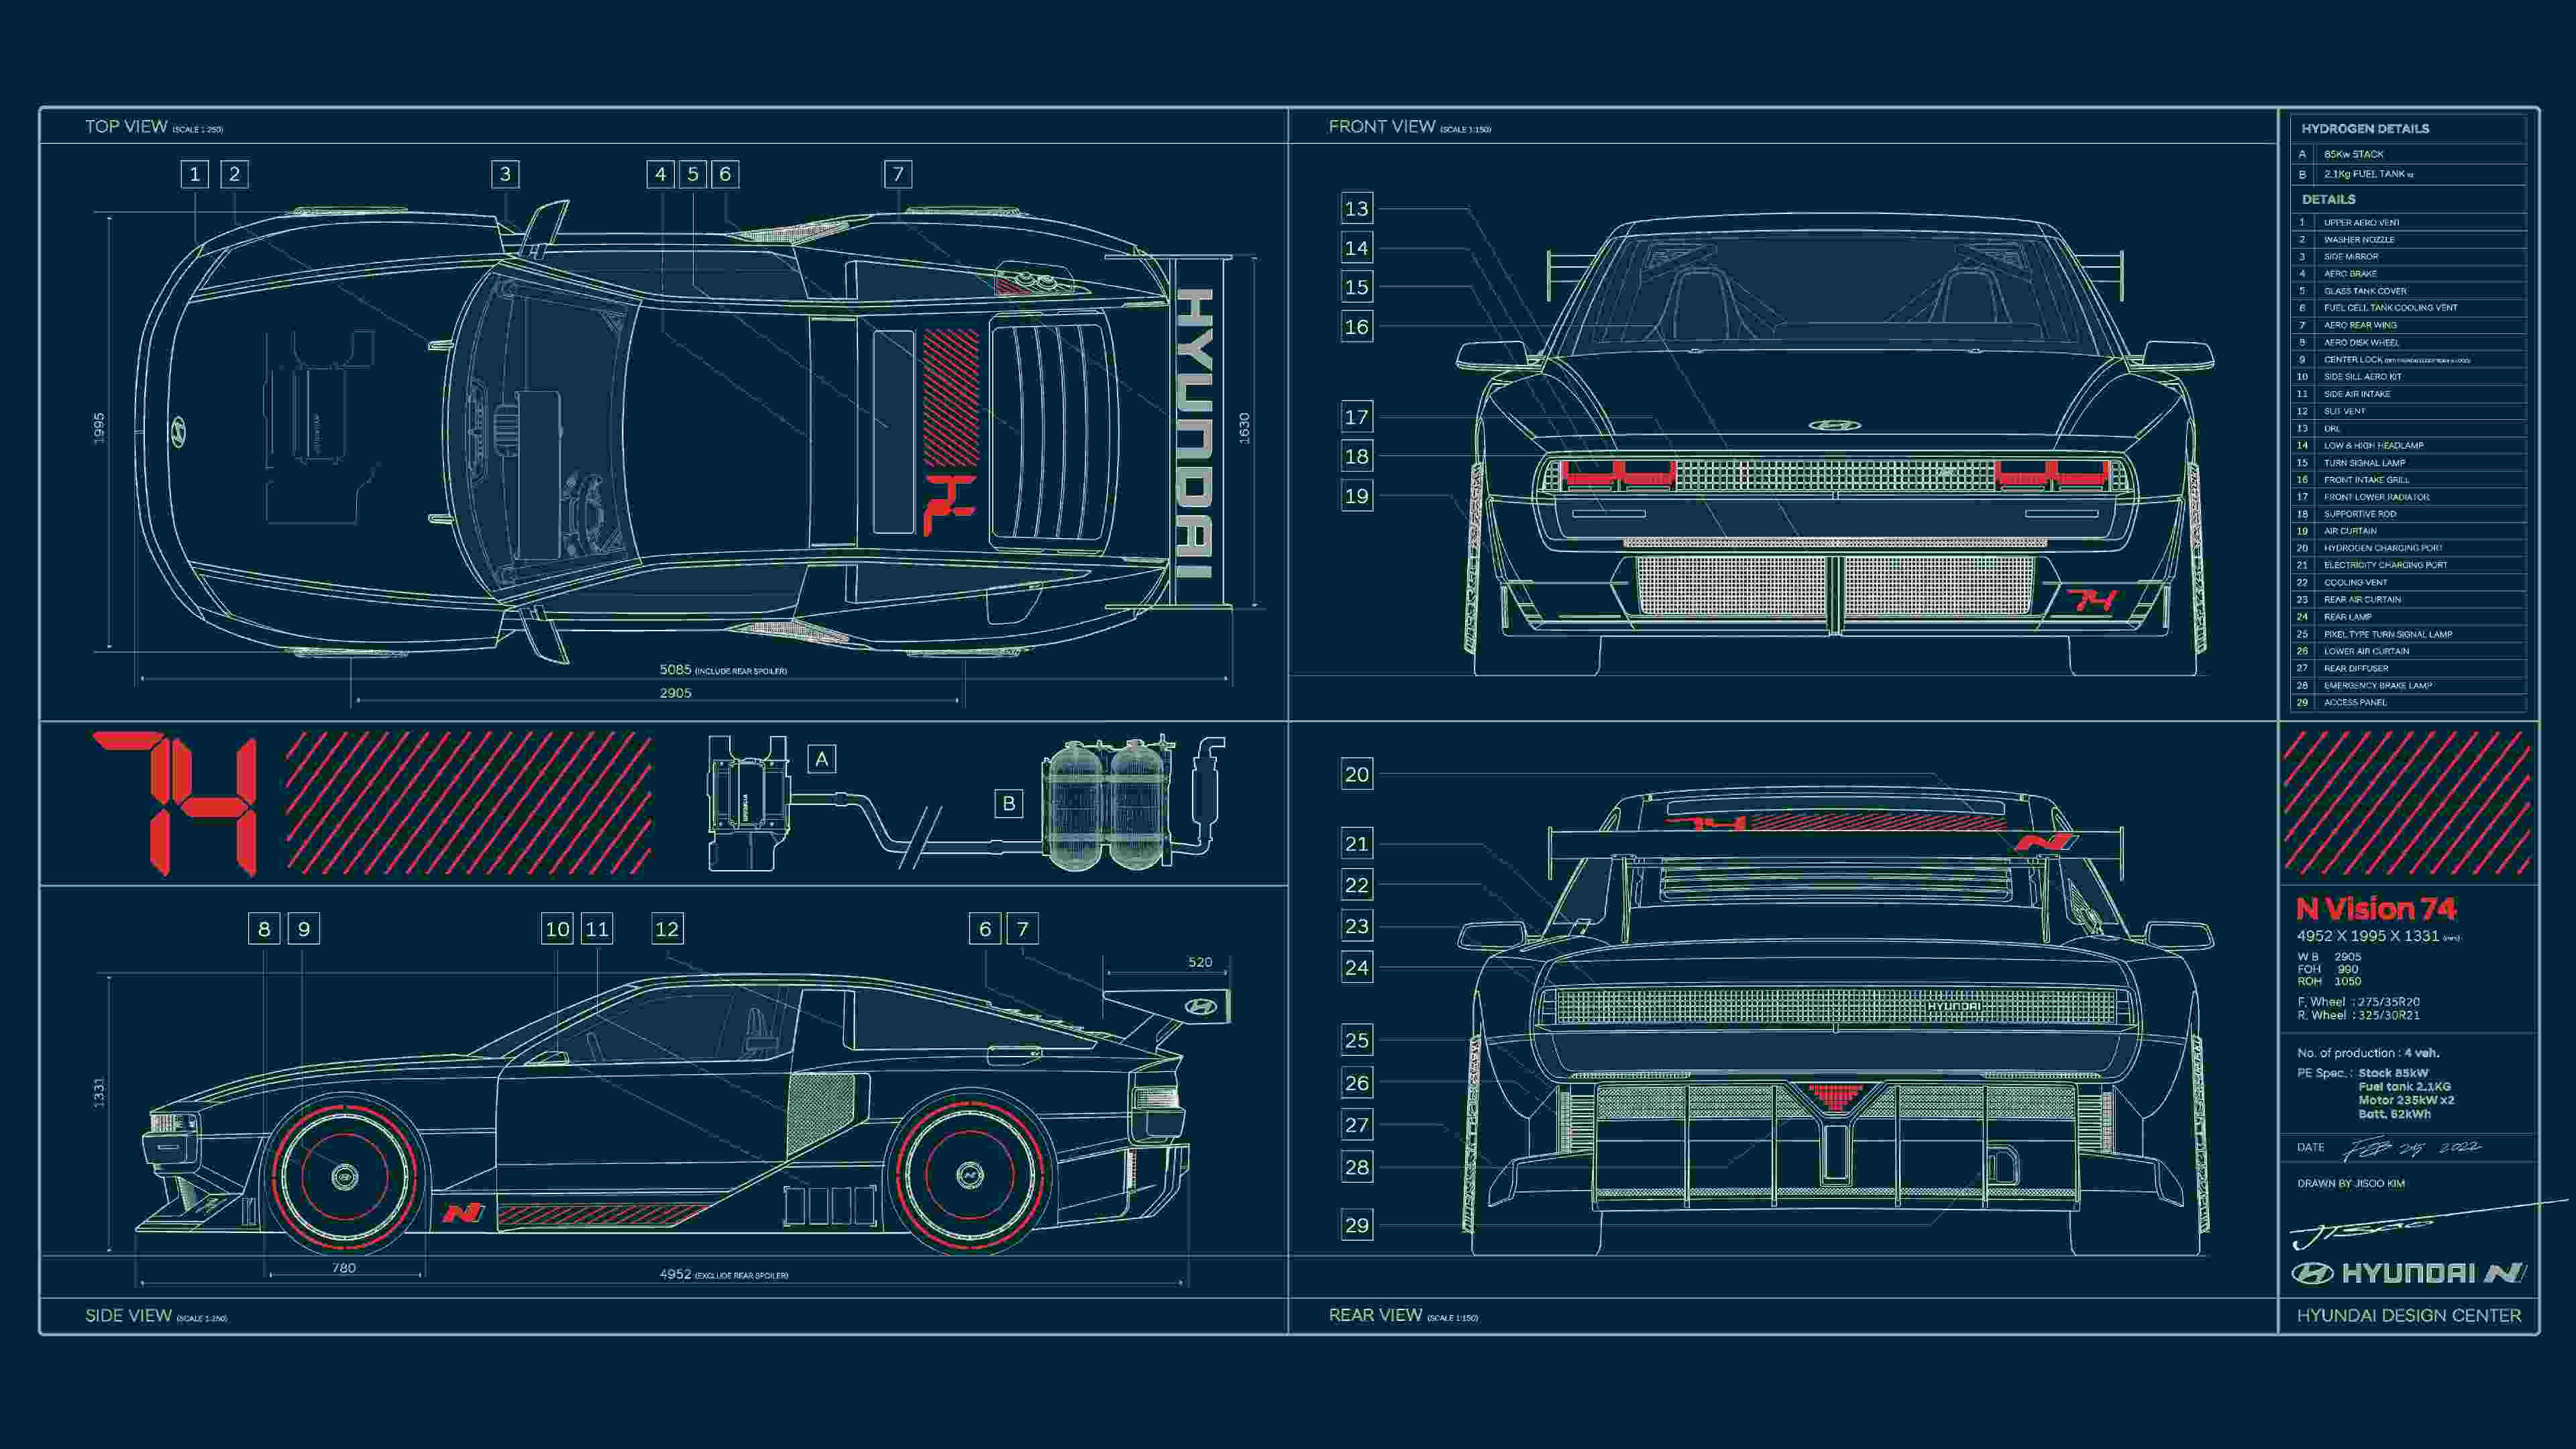 TOP VIEW (SCALE 1:250)
1 2 3 4 5 6 7
1995
HYUNDAI
1630
74
5085 (INCLUDE REAR SPOILER)
2905
FRONT VIEW (SCALE 1:150)
13
14
15
16
17
18
19
74
HYDROGEN DETAILS
A 85Kw STACK
B 2.1Kg FUEL TANK
DETAILS
1 UPPER AERO VENT
2 WASHER NOZZLE
3 SIDE MIRROR
4 AERO BRAKE
5 GLASS TANK COVER
6 FUEL CELL TANK COOLING VENT
7 AERO REAR WING
8 AERO DISK WHEEL
9 CENTER LOCK
10 SIDE SILL AERO KIT
11 SIDE AIR INTAKE
12 SLIT VENT
13 DRL
14 LOW & HIGH HEADLAMP
15 TURN SIGNAL LAMP
16 FRONT INTAKE GRILL
17 FRONT LOWER RADIATOR
18 SUPPORTIVE ROD
19 AIR CURTAIN
20 HYDROGEN CHARGING PORT
21 ELECTRICITY CHARGING PORT
22 COOLING VENT
23 REAR AIR CURTAIN
24 REAR LAMP
25 PIXEL TYPE TURN SIGNAL LAMP
26 LOWER AIR CURTAIN
27 REAR DIFFUSER
28 EMERGENCY BRAKE LAMP
29 ACCESS PANEL
74
A
B
8 9 10 11 12 6 7
520
1331
N
780
4952 (EXCLUDE REAR SPOILER)
SIDE VIEW (SCALE 1:250)
20
21
22
23
24
25
26
27
28
29
74
N
HYUNDAI
REAR VIEW (SCALE 1:150)
N Vision 74
4952 X 1995 X 1331 (mm)
W B 2905
FOH 990
ROH 1050
F. Wheel : 275/35R20
R. Wheel : 325/30R21
No. of production : 4 veh.
PE Spec. : Stack 85kW
Fuel tank 2.1KG
Motor 235kW x2
Batt. 62kWh
DATE FEB 25 2022
DRAWN BY JISOO KIM
JISOO
HYUNDAI N
HYUNDAI DESIGN CENTER